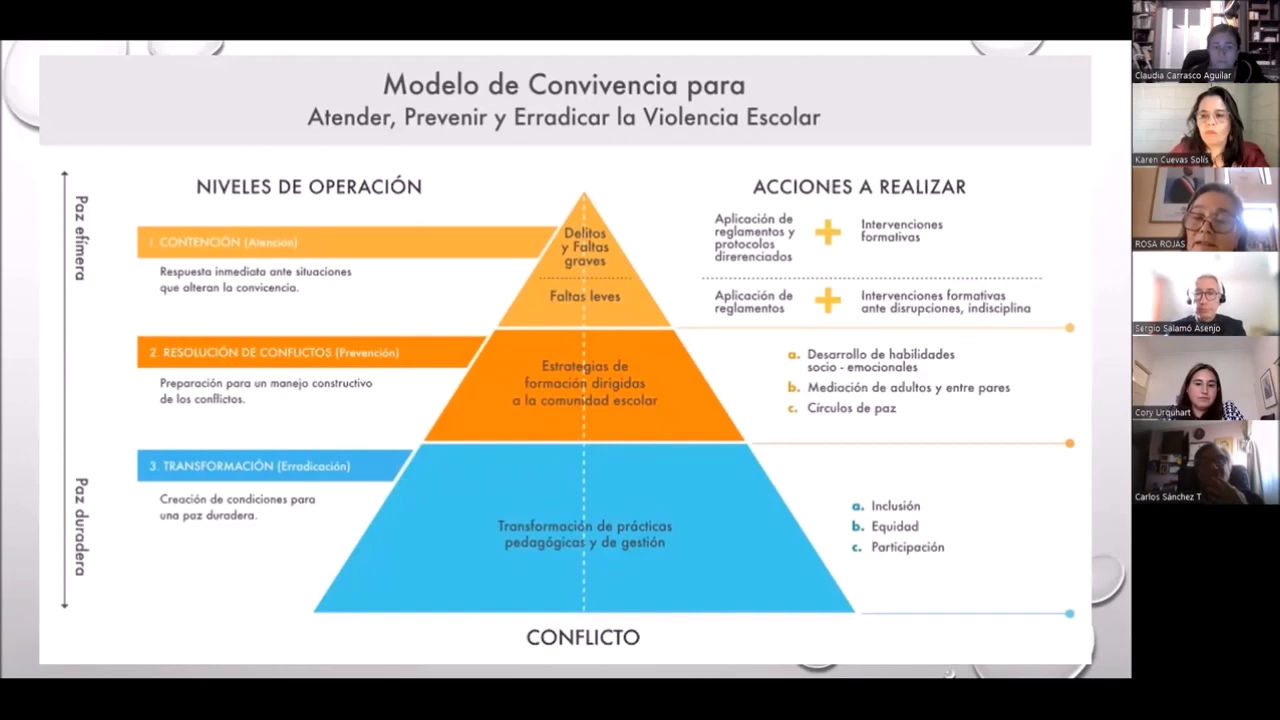 Modelo de Convivencia para
Atender, Prevenir y Erradicar la Violencia Escolar
Paz efímera
Paz duradera
NIVELES DE OPERACIÓN
1. CONTENCIÓN (Atención)
Respuesta inmediata ante situaciones
que alteran la convicencia.
2. RESOLUCIÓN DE CONFLICTOS (Prevención)
Preparación para un manejo constructivo
de los conflictos.
3. TRANSFORMACIÓN (Erradicación)
Creación de condiciones para
una paz duradera.
Delitos
y Faltas
graves
Faltas leves
Estrategias de
formación dirigidas
a la comunidad escolar
Transformación de prácticas
pedagógicas y de gestión
CONFLICTO
ACCIONES A REALIZAR
Aplicación de
reglamentos y
protocolos
direrenciados
+
Intervenciones
formativas
Aplicación de
reglamentos
+
Intervenciones formativas
ante disrupciones, indisciplina
a. Desarrollo de habilidades
socio - emocionales
b. Mediación de adultos y entre pares
c. Círculos de paz
a. Inclusión
b. Equidad
c. Participación
Claudia Carrasco Aguilar
Karen Cuevas Solís
ROSA ROJAS
Sergio Salamó Asenjo
Cory Urquhart
Carlos Sánchez T